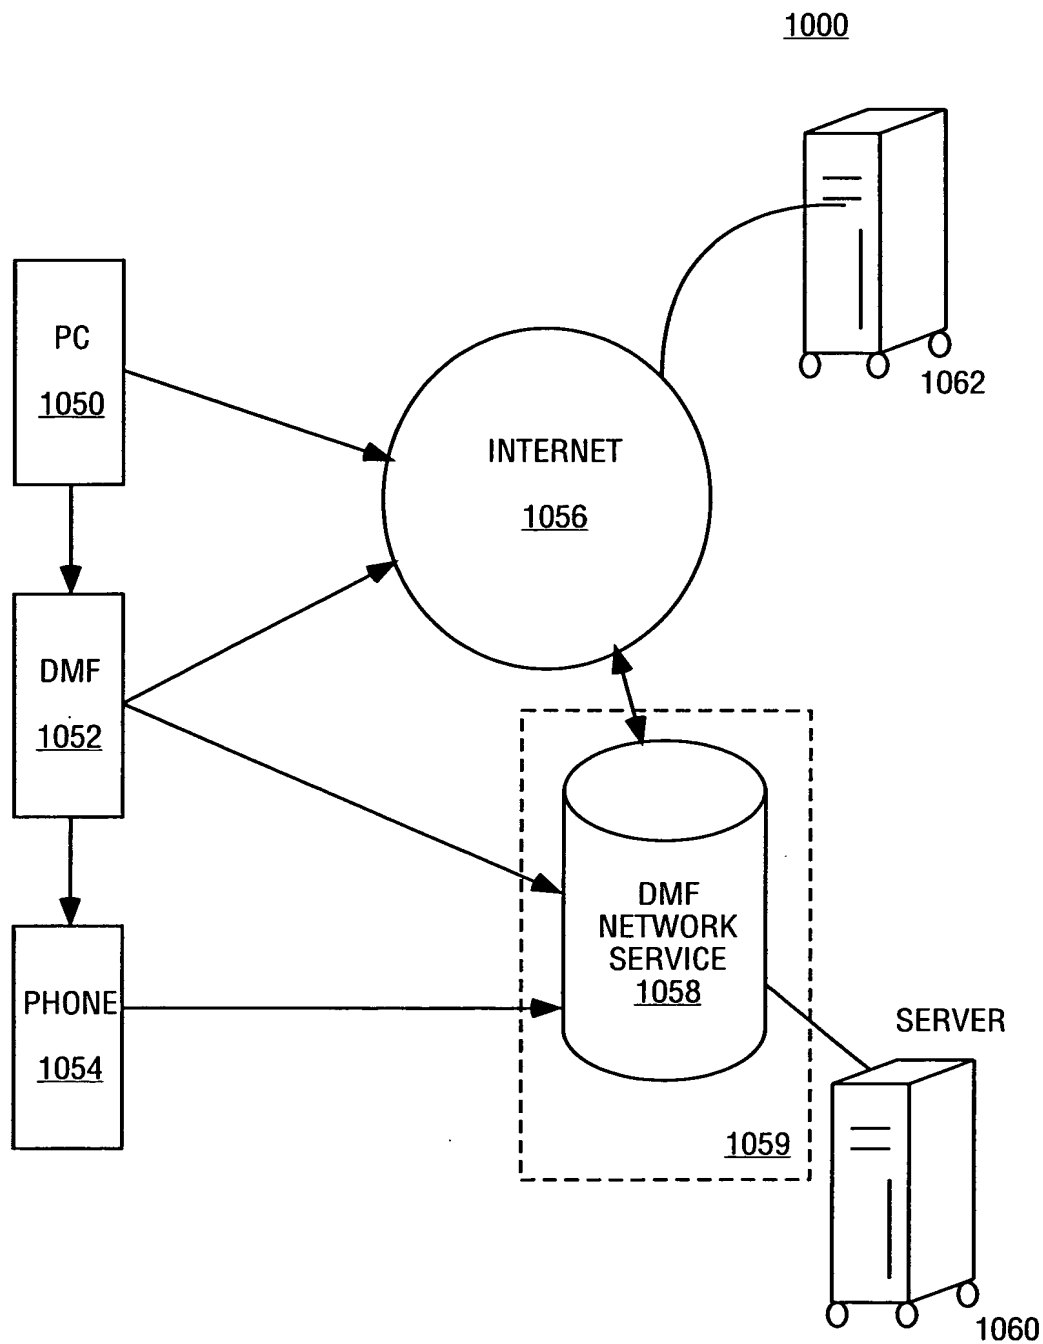 1000
1062
PC
1050
INTERNET
1056
DMF
1052
DMF
NETWORK
SERVICE
1058
PHONE
1054
SERVER
1059
1060